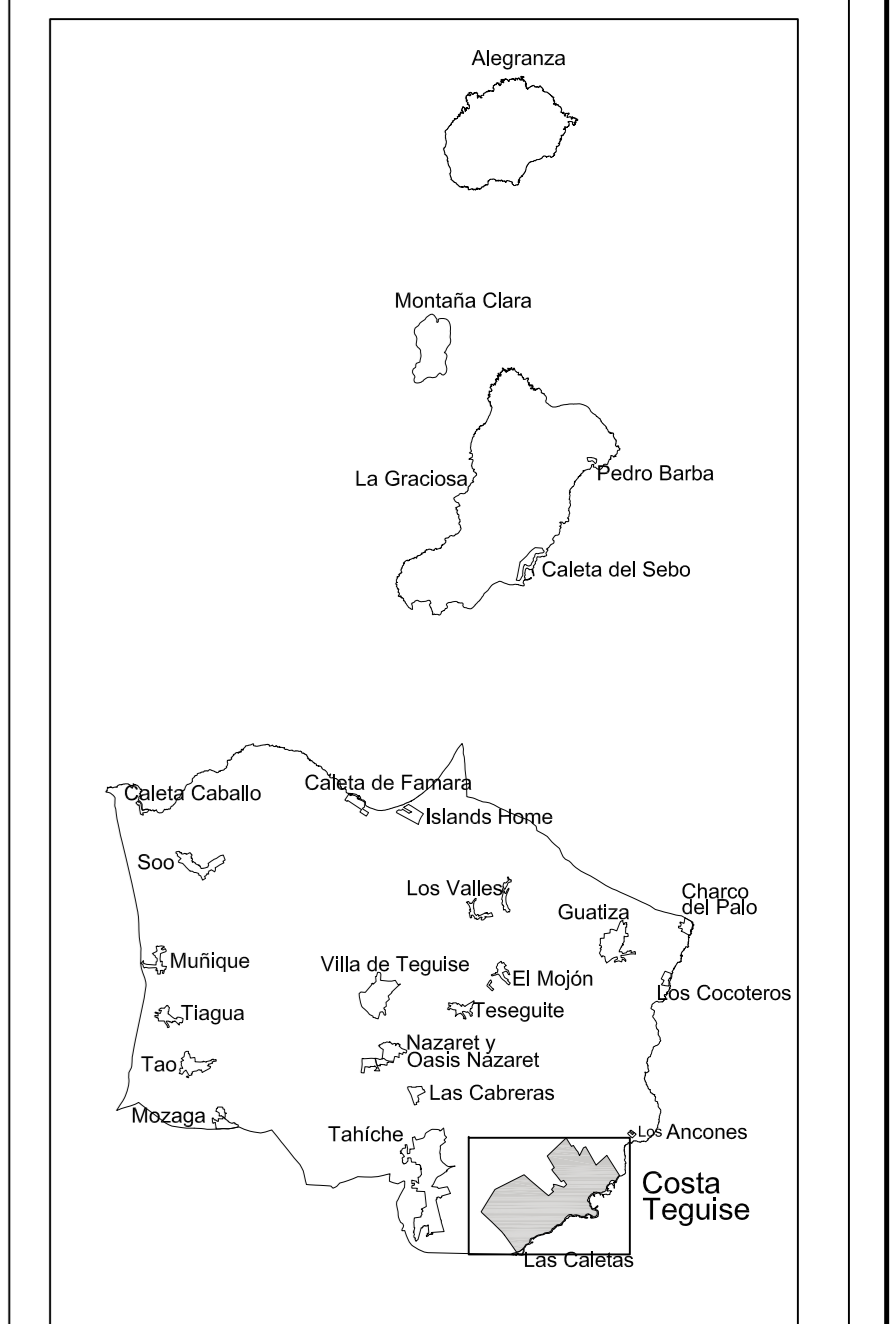 Alegranza
Montaña Clara
La Graciosa
Pedro Barba
Caleta del Sebo
Caleta Caballo
Caleta de Famara
Islands Home
Soo
Los Valles
Charco
del Palo
Guatiza
Muñique
Villa de Teguise
El Mojón
Los Cocoteros
Tiagua
Teseguite
Nazaret y
Oasis Nazaret
Tao
Las Cabreras
Mozaga
Tahíche
Los Ancones
Costa
Teguise
Las Caletas